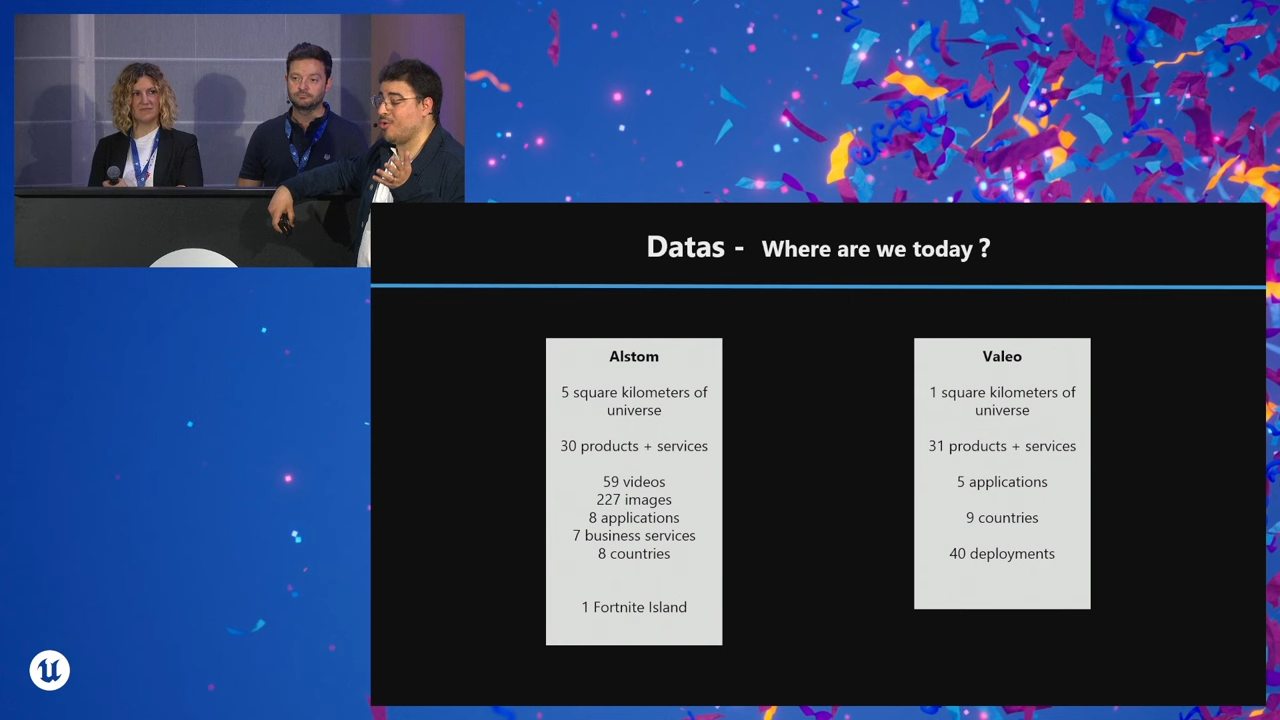 Datas - Where are we today ?
Alstom
5 square kilometers of
universe
30 products + services
59 videos
227 images
8 applications
7 business services
8 countries
1 Fortnite Island
Valeo
1 square kilometers of
universe
31 products + services
5 applications
9 countries
40 deployments